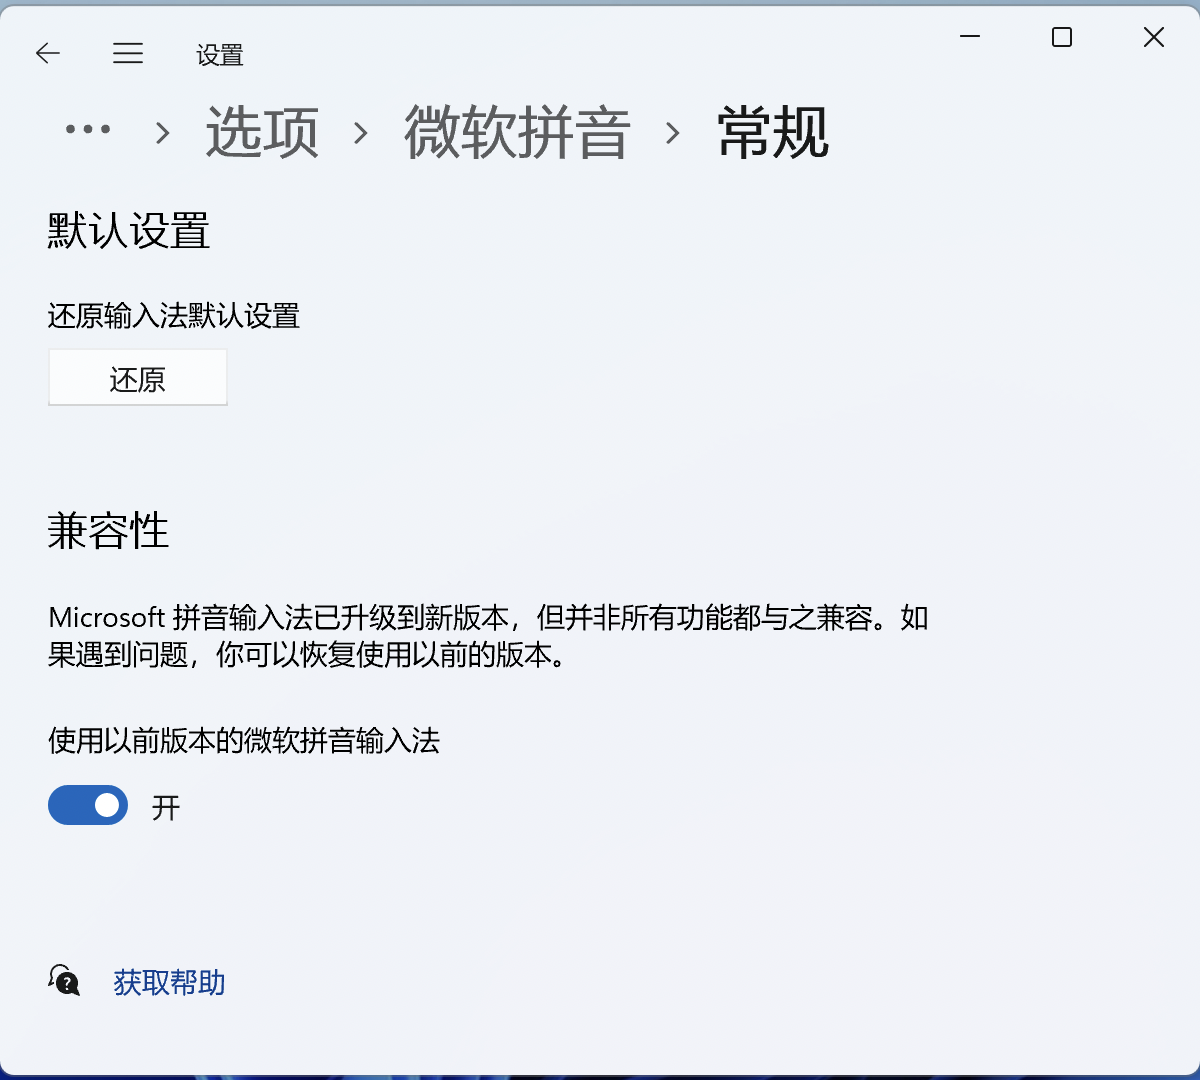 设置
… > 选项 > 微软拼音 > 常规
默认设置
还原输入法默认设置
还原
兼容性
Microsoft 拼音输入法已升级到新版本，但并非所有功能都与之兼容。如
果遇到问题，你可以恢复使用以前的版本。
使用以前版本的微软拼音输入法
开
获取帮助